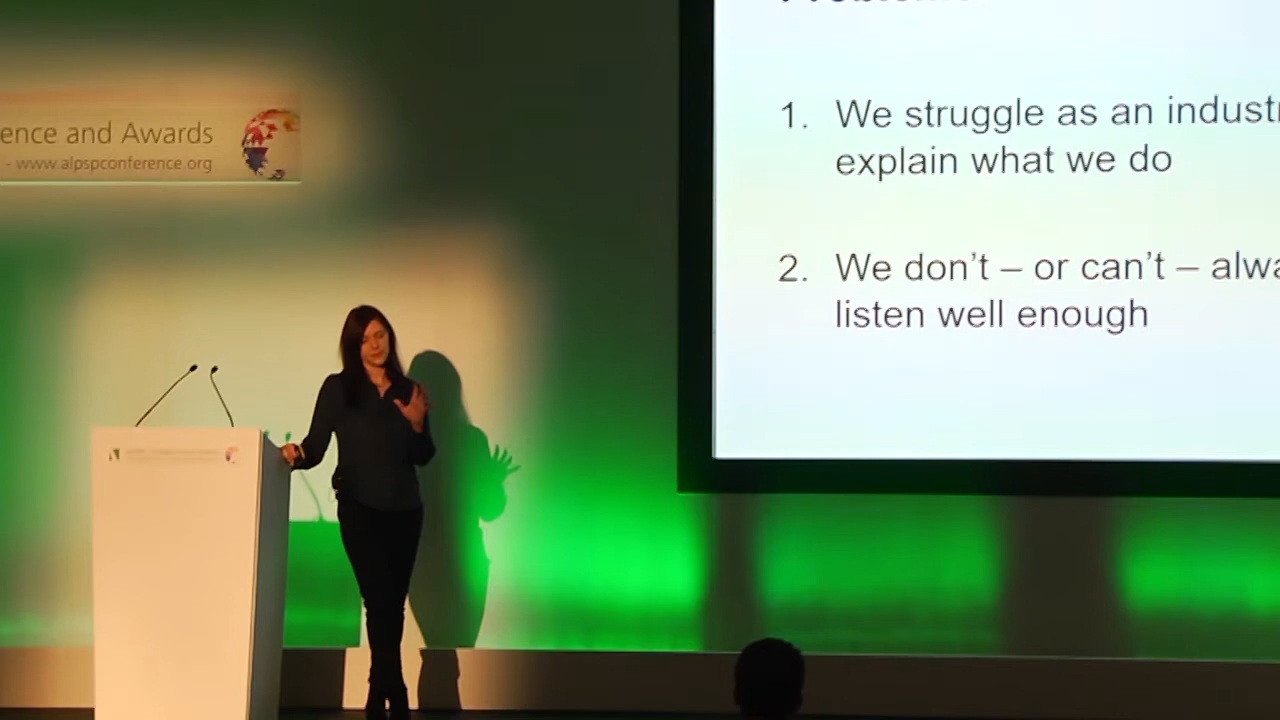 ence and Awards
- www.alpspconference.org
1. We struggle as an industr
explain what we do
2. We don't – or can't – alwa
listen well enough